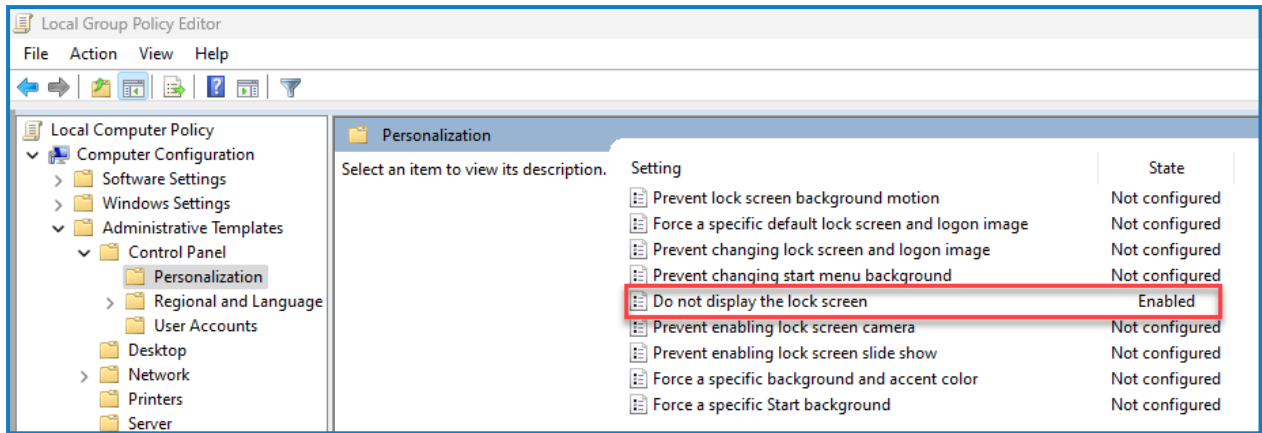 Local Group Policy Editor
File Action View Help
Local Computer Policy
Computer Configuration
Software Settings
Windows Settings
Administrative Templates
Control Panel
Personalization
Regional and Language
User Accounts
Desktop
Network
Printers
Server
Personalization
Select an item to view its description.
Setting State
Prevent lock screen background motion Not configured
Force a specific default lock screen and logon image Not configured
Prevent changing lock screen and logon image Not configured
Prevent changing start menu background Not configured
Do not display the lock screen Enabled
Prevent enabling lock screen camera Not configured
Prevent enabling lock screen slide show Not configured
Force a specific background and accent color Not configured
Force a specific Start background Not configured